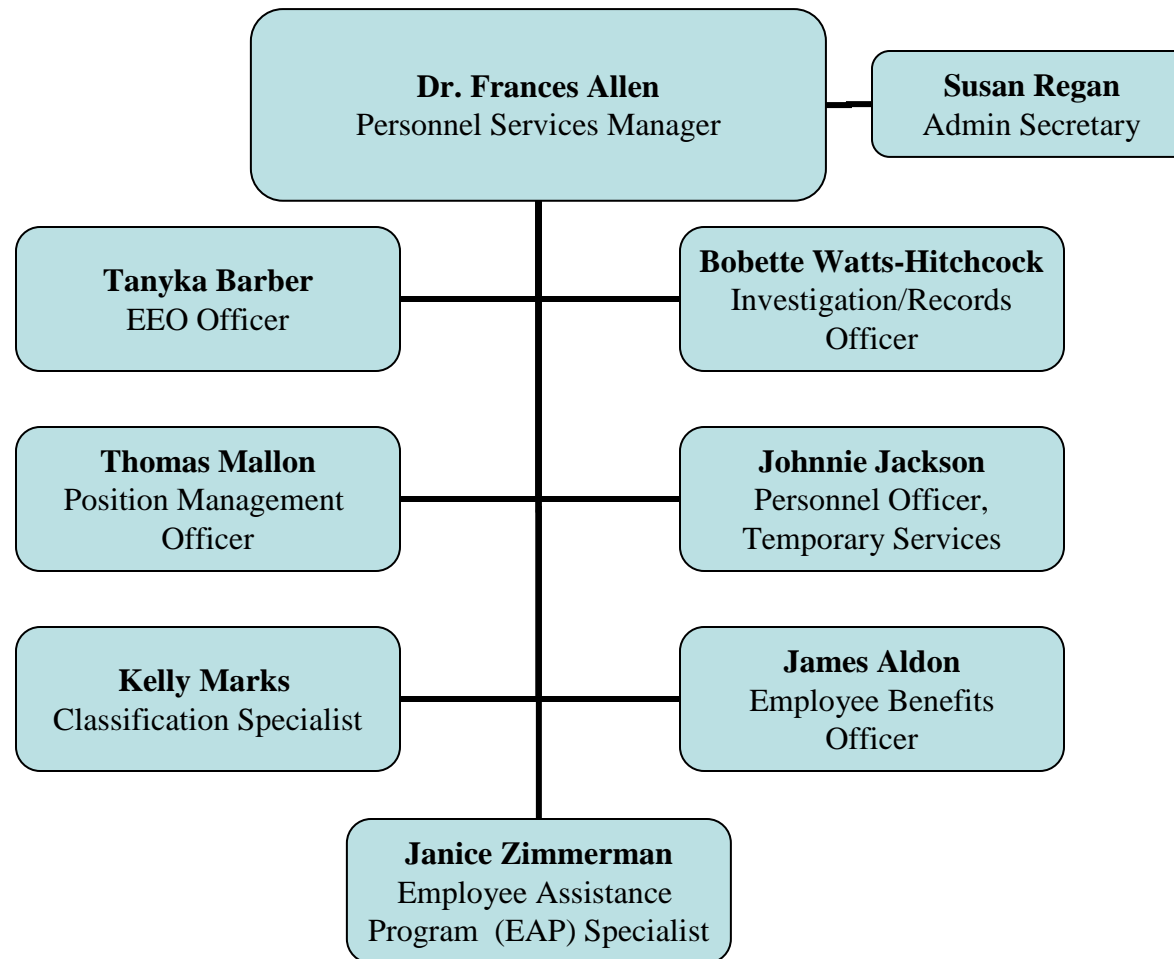 Dr. Frances Allen
Personnel Services Manager
Susan Regan
Admin Secretary
Tanyka Barber
EEO Officer
Bobette Watts-Hitchcock
Investigation/Records
Officer
Thomas Mallon
Position Management
Officer
Johnnie Jackson
Personnel Officer,
Temporary Services
Kelly Marks
Classification Specialist
James Aldon
Employee Benefits
Officer
Janice Zimmerman
Employee Assistance
Program (EAP) Specialist